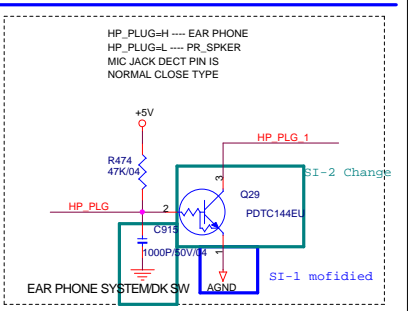 HP_PLUG=H ---- EAR PHONE
HP_PLUG=L ---- PR_SPKER
MIC JACK DECT PIN IS
NORMAL CLOSE TYPE
+5V
HP_PLG_1
R474
47K/04
3
SI-2 Change
Q29
HP_PLG
2
PDTC144EU
C915
1000P/50V/04
1
SI-1 mofidied
EAR PHONE SYSTEM/DK SW
AGND